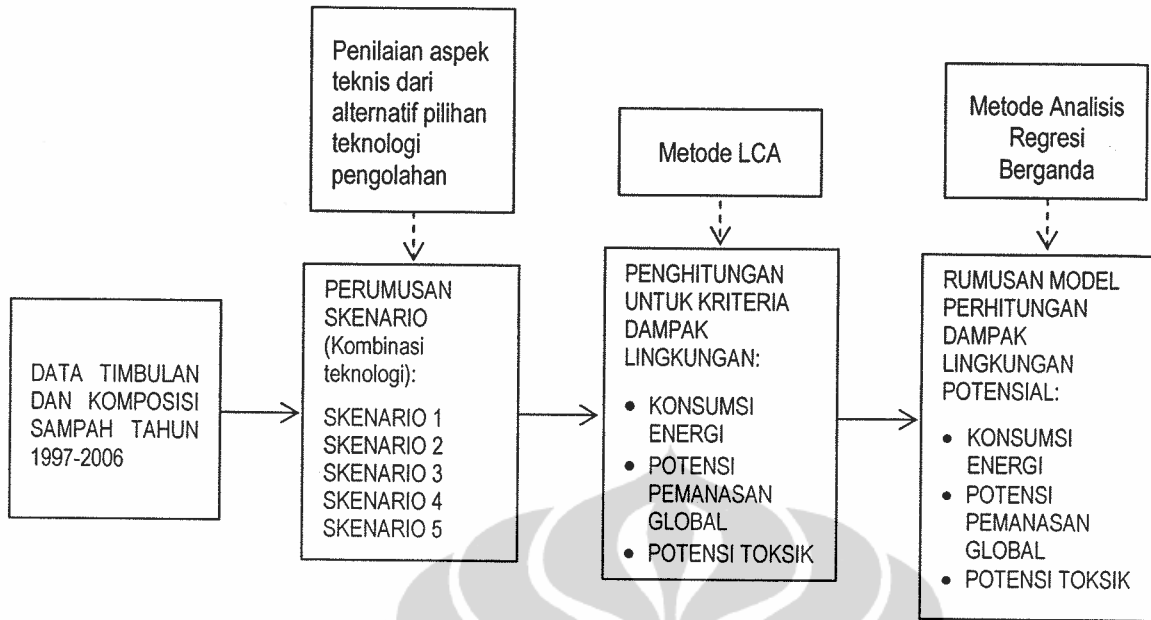 Penilaian aspek
teknis dari
alternatif pilihan
teknologi
pengolahan
Metode LCA
Metode Analisis
Regresi
Berganda
DATA TIMBULAN
DAN KOMPOSISI
SAMPAH TAHUN
1997-2006
PERUMUSAN
SKENARIO
(Kombinasi
teknologi):
SKENARIO 1
SKENARIO 2
SKENARIO 3
SKENARIO 4
SKENARIO 5
PENGHITUNGAN
UNTUK KRITERIA
DAMPAK
LINGKUNGAN:
• KONSUMSI
ENERGI
• POTENSI
PEMANASAN
GLOBAL
• POTENSI TOKSIK
RUMUSAN MODEL
PERHITUNGAN
DAMPAK
LINGKUNGAN
POTENSIAL:
• KONSUMSI
ENERGI
• POTENSI
PEMANASAN
GLOBAL
• POTENSI TOKSIK